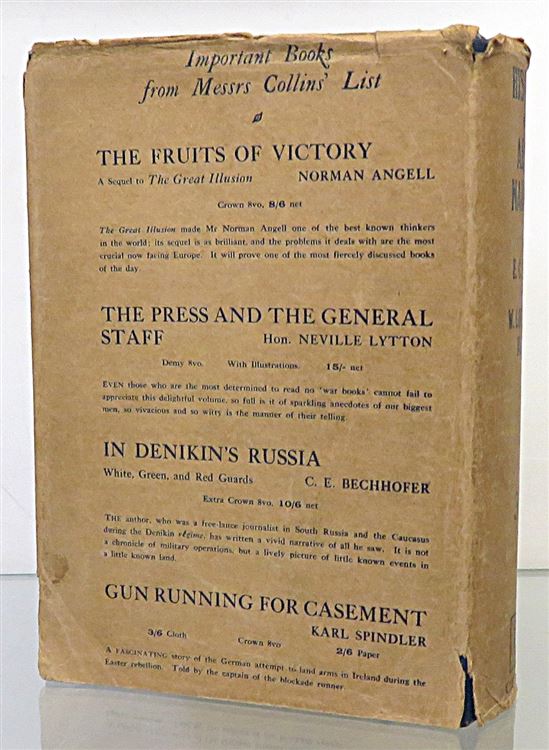 Important Books
from Messrs Collins' List
THE FRUITS OF VICTORY
A Sequel to The Great Illusion NORMAN ANGELL
Crown 8vo. 8/6 net
The Great Illusion made Mr Norman Angell one of the best known thinkers
in the world; its sequel is as brilliant, and the problems it deals with are the most
crucial now facing Europe. It will prove one of the most fiercely discussed books
of the day.
THE PRESS AND THE GENERAL
STAFF Hon. NEVILLE LYTTON
Demy 8vo. With Illustrations. 15/- net
EVEN those who are the most determined to read no 'war books' cannot fail to
appreciate this delightful volume, so full is it of sparkling anecdotes of our biggest
men, so vivacious and so witty is the manner of their telling.
IN DENIKIN'S RUSSIA
White, Green, and Red Guards C. E. BECHHOFER
Extra Crown 8vo. 10/6 net
THE author, who was a free-lance journalist in South Russia and the Caucasus
during the Denikin régime, has written a vivid narrative of all he saw. It is not
a chronicle of military operations, but a lively picture of little known events in
a little known land.
GUN RUNNING FOR CASEMENT
KARL SPINDLER
3/6 Cloth Crown 8vo 2/6 Paper
A FASCINATING story of the German attempt to land arms in Ireland during the
Easter rebellion. Told by the captain of the blockade runner.